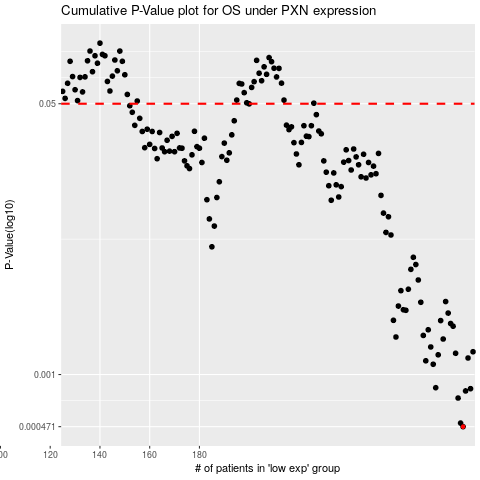 Cumulative P-Value plot for OS under PXN expression
P-Value(log10)
0.05
0.001
0.000471
00 120 140 160 180
# of patients in 'low exp' group